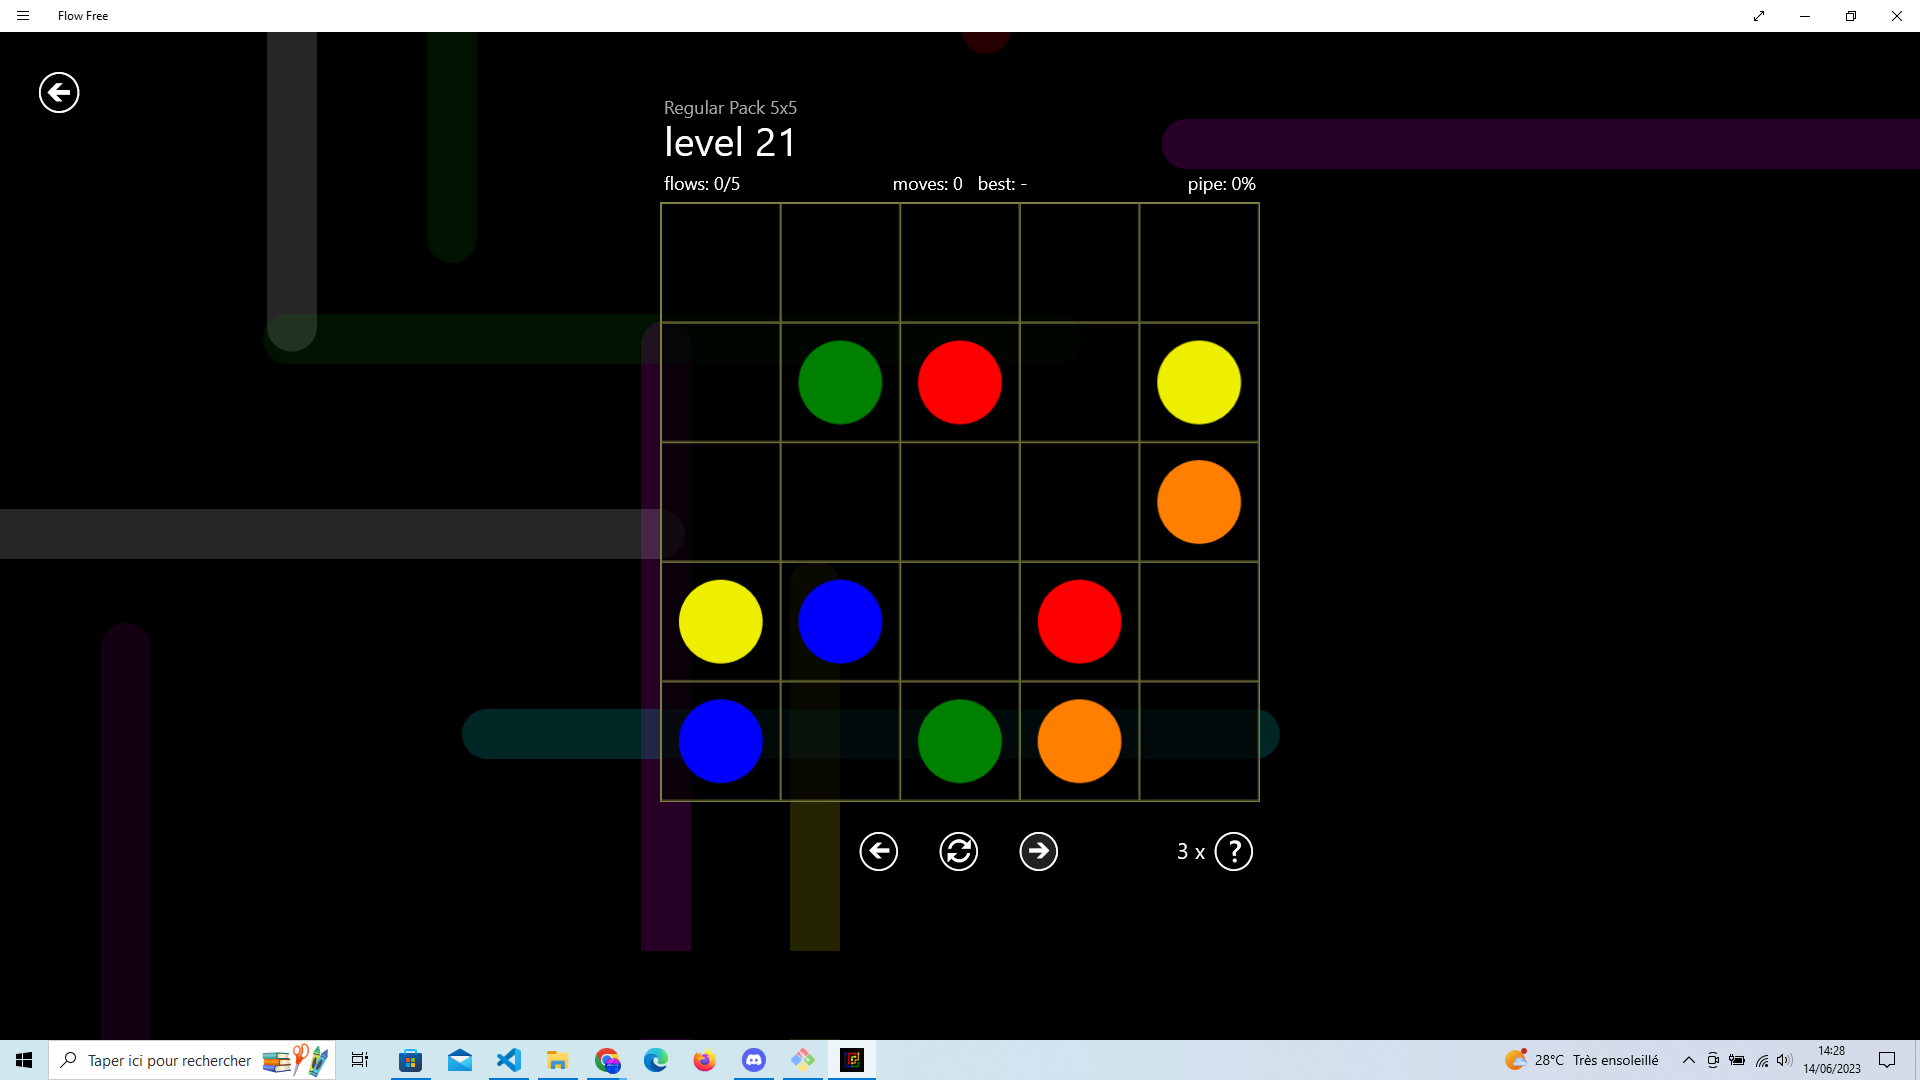 Flow Free
Regular Pack 5x5
level 21
flows: 0/5 moves: 0 best: - pipe: 0%
3 x ?
Taper ici pour rechercher
28°C Très ensoleillé
14:28
14/06/2023